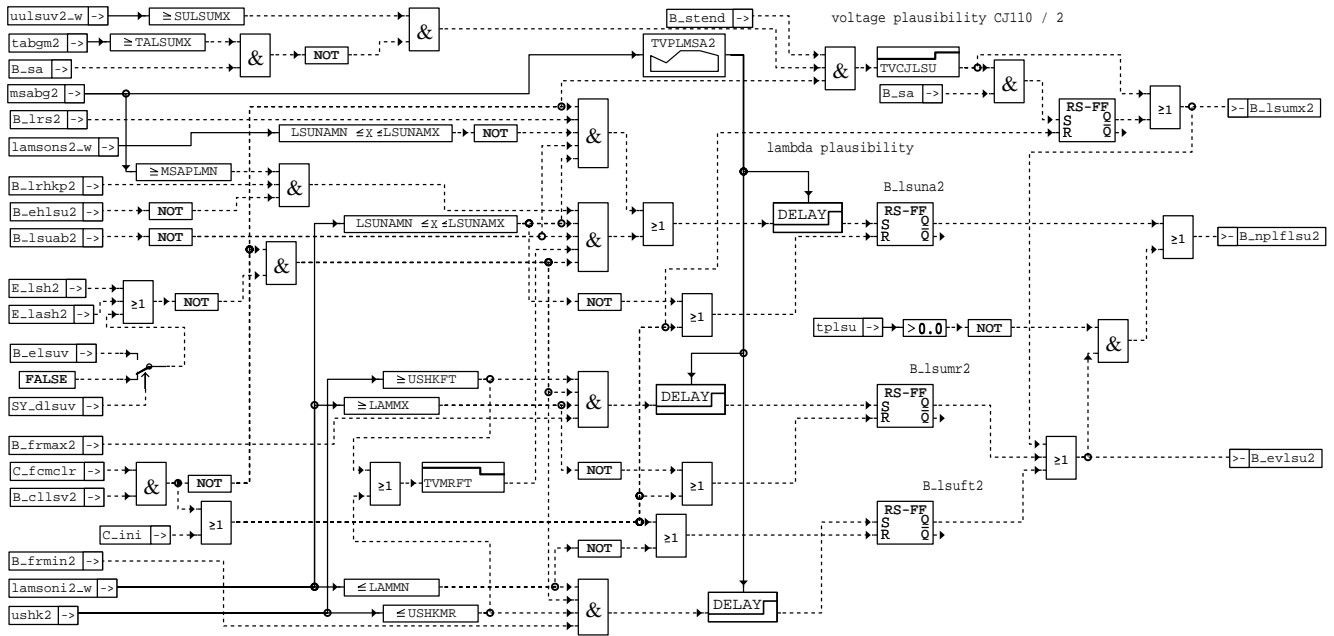 uulsuv2_w -> ≥SULSUMX & B_stend -> voltage plausibility CJ110 / 2
tabgm2 -> ≥TALSUMX & NOT TVPLMSA2
B_sa -> & TVCJLSU &
msabg2 -> B_sa -> ≥1
B_lrs2 -> & RS-FF S Q R Q >- B_lsumx2
lamsons2_w -> LSUNAMN ≤x≤LSUNAMX NOT
lambda plausibility
≥MSAPLMN
B_lrhkp2 -> & B_lsuna2
B_ehlsu2 -> NOT
LSUNAMN ≤x≤LSUNAMX & ≥1 DELAY RS-FF S Q R Q
B_lsuab2 -> NOT ≥1 >- B_nplflsu2
&
E_lsh2 -> ≥1 NOT NOT ≥1
E_lash2 ->
tplsu -> >0.0 NOT &
B_elsuv -> B_lsumr2
FALSE ≥USHKFT & DELAY RS-FF S Q R Q
SY_dlsuv -> ≥LAMMX
B_frmax2 ->
C_fcmclr -> & NOT ≥1 TVMRFT NOT ≥1 ≥1 >- B_evlsu2
B_cllsv2 -> B_lsuft2
≥1 RS-FF S Q R Q
C_ini -> ≥1
B_frmin2 -> NOT
lamsoni2_w -> ≤LAMMN &
ushk2 -> ≤USHKMR DELAY